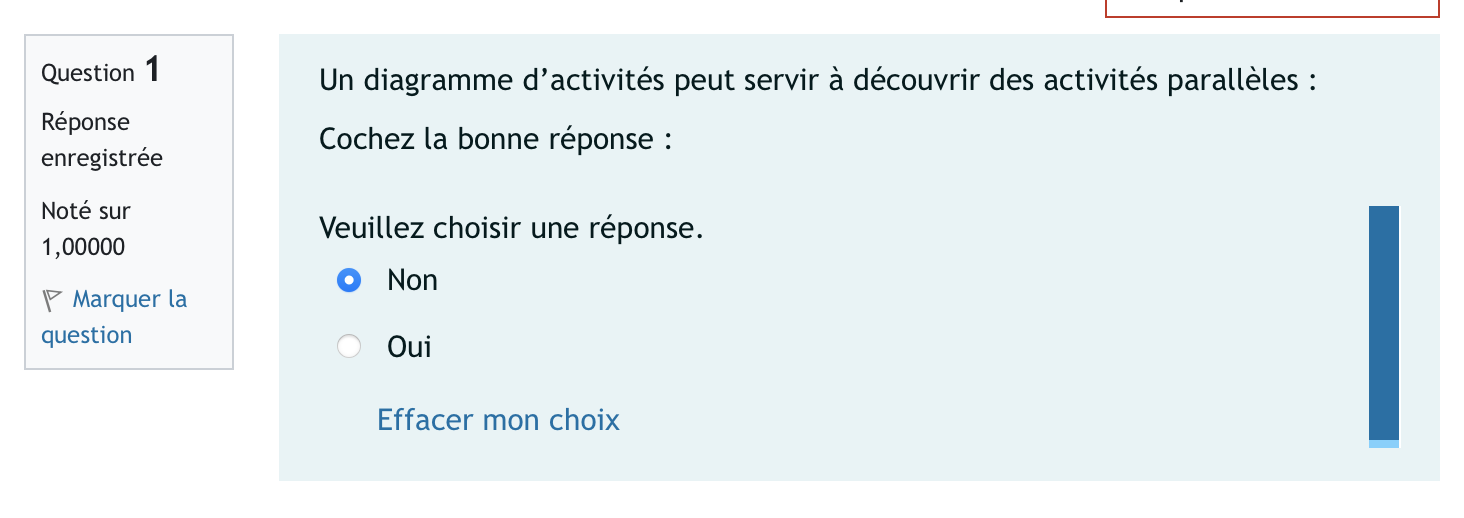 Question 1
Réponse
enregistrée
Noté sur
1,00000
Marquer la
question
Un diagramme d’activités peut servir à découvrir des activités parallèles :
Cochez la bonne réponse :
Veuillez choisir une réponse.
Non
Oui
Effacer mon choix